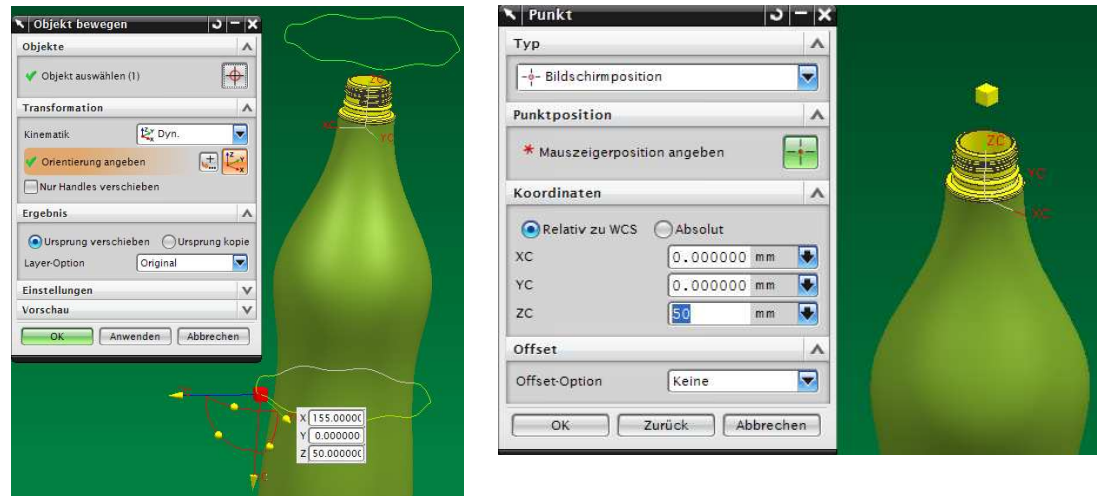 Objekt bewegen
Objekte
Objekt auswählen (1)
Transformation
Kinematik
Dyn.
Orientierung angeben
Nur Handles verschieben
Ergebnis
Ursprung verschieben
Ursprung kopie
Layer-Option
Original
Einstellungen
Vorschau
OK
Anwenden
Abbrechen
ZC
XC
YC
X 155.00000
Y 0.000000
Z 50.000000
Punkt
Typ
Bildschirmposition
Punktposition
* Mauszeigerposition angeben
Koordinaten
Relativ zu WCS
Absolut
XC 0.000000 mm
YC 0.000000 mm
ZC 50 mm
Offset
Offset-Option
Keine
OK
Zurück
Abbrechen
ZC
YC
XC